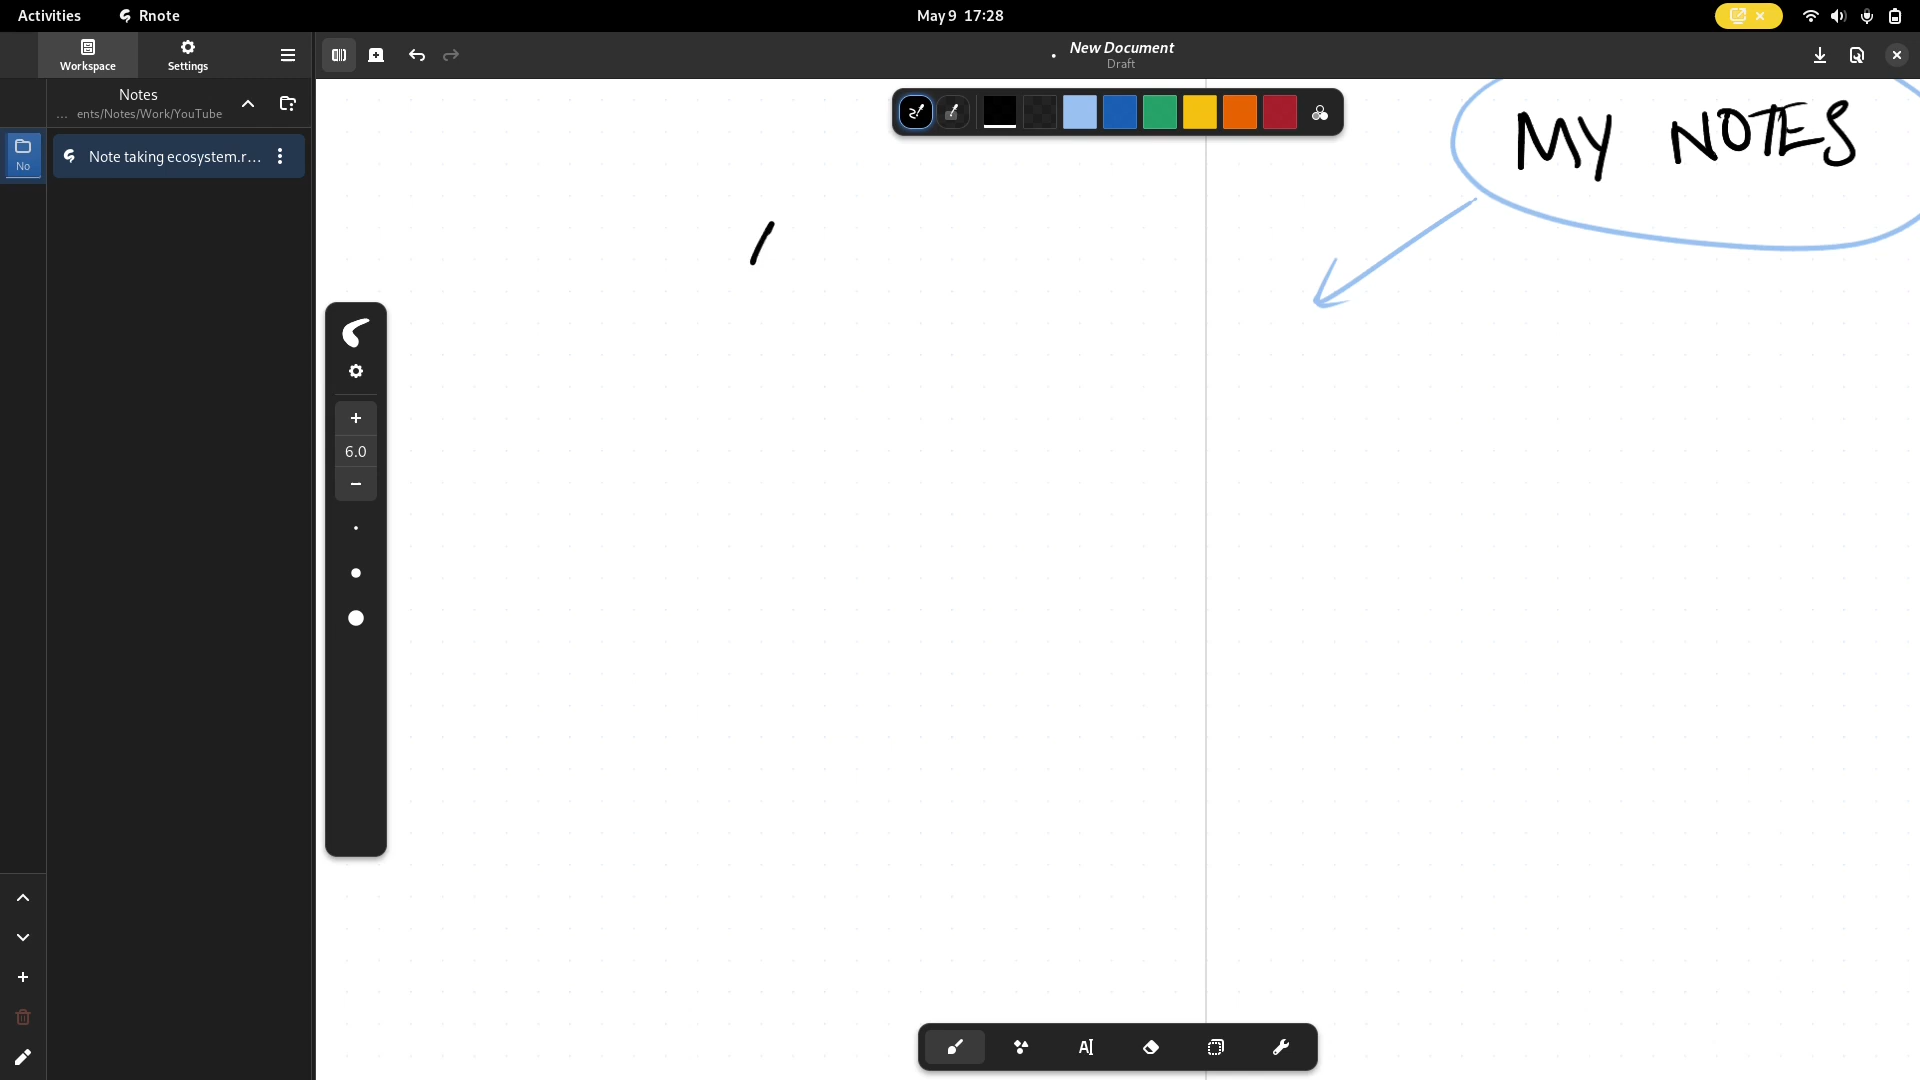 Activities Rnote May 9 17:28
Workspace Settings New Document
Draft
Notes
... ents/Notes/Work/YouTube
No Note taking ecosystem.r...
MY NOTES
6.0